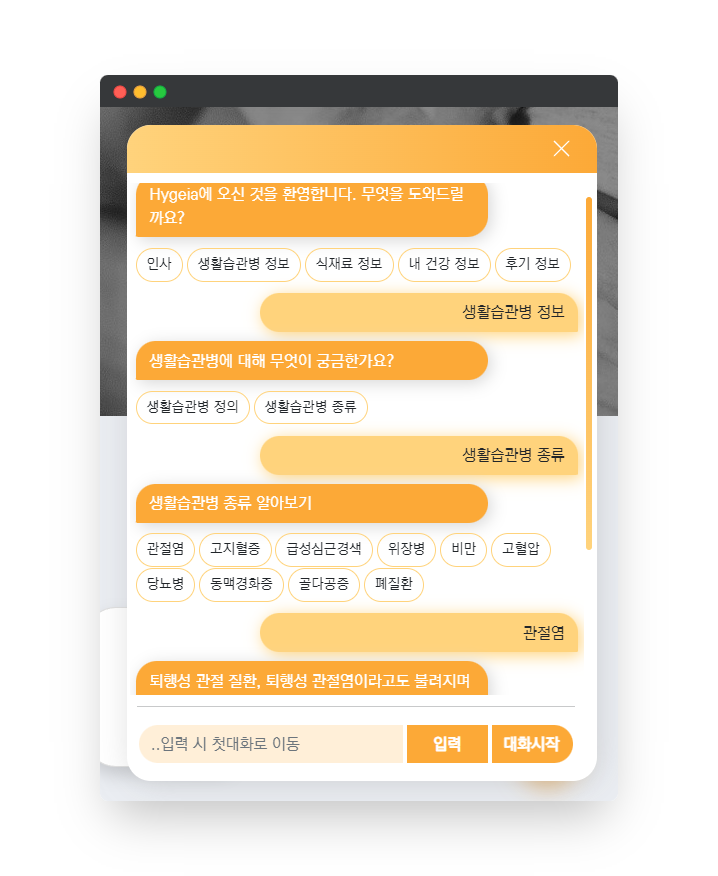 Hygeia에 오신 것을 환영합니다. 무엇을 도와드릴
까요?
인사 생활습관병 정보 식재료 정보 내 건강 정보 후기 정보
생활습관병 정보
생활습관병에 대해 무엇이 궁금한가요?
생활습관병 정의 생활습관병 종류
생활습관병 종류
생활습관병 종류 알아보기
관절염 고지혈증 급성심근경색 위장병 비만 고혈압
당뇨병 동맥경화증 골다공증 폐질환
관절염
퇴행성 관절 질환, 퇴행성 관절염이라고도 불려지며
..입력 시 첫대화로 이동 입력 대화시작